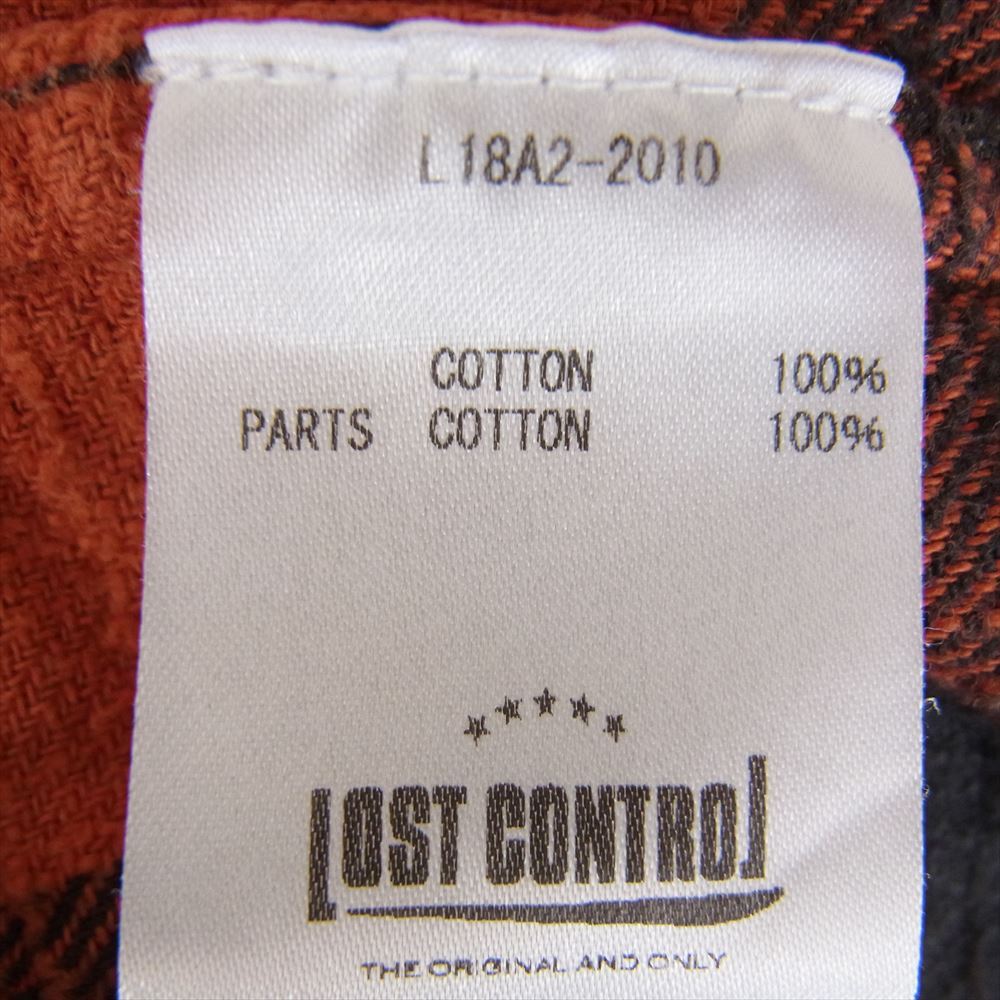 L18A2-2010
COTTON 100%
PARTS COTTON 100%
LOST CONTROL
THE ORIGINAL AND ONLY